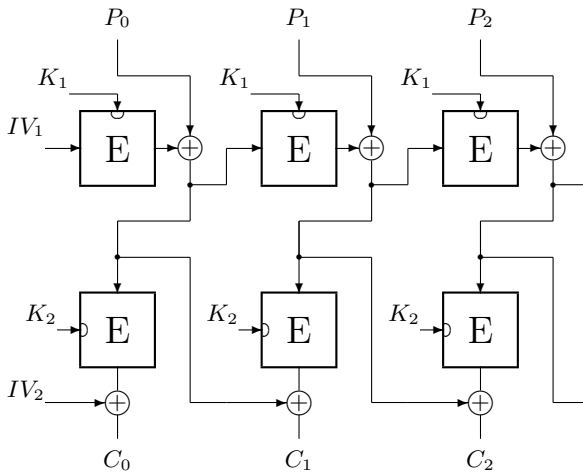 P₀ P₁ P₂
K₁ K₁ K₁
IV₁ E E E
K₂ E K₂ E K₂ E
IV₂
C₀ C₁ C₂